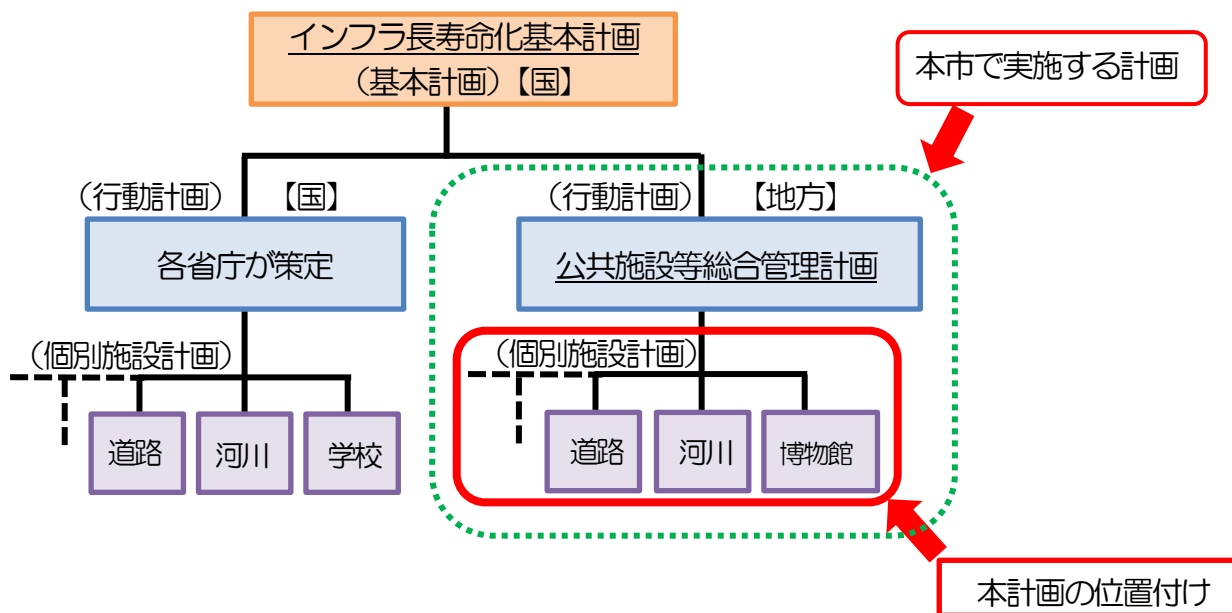 インフラ長寿命化基本計画
(基本計画)【国】
本市で実施する計画
(行動計画) 【国】
(行動計画) 【地方】
各省庁が策定
公共施設等総合管理計画
(個別施設計画)
(個別施設計画)
道路
河川
学校
道路
河川
博物館
本計画の位置付け